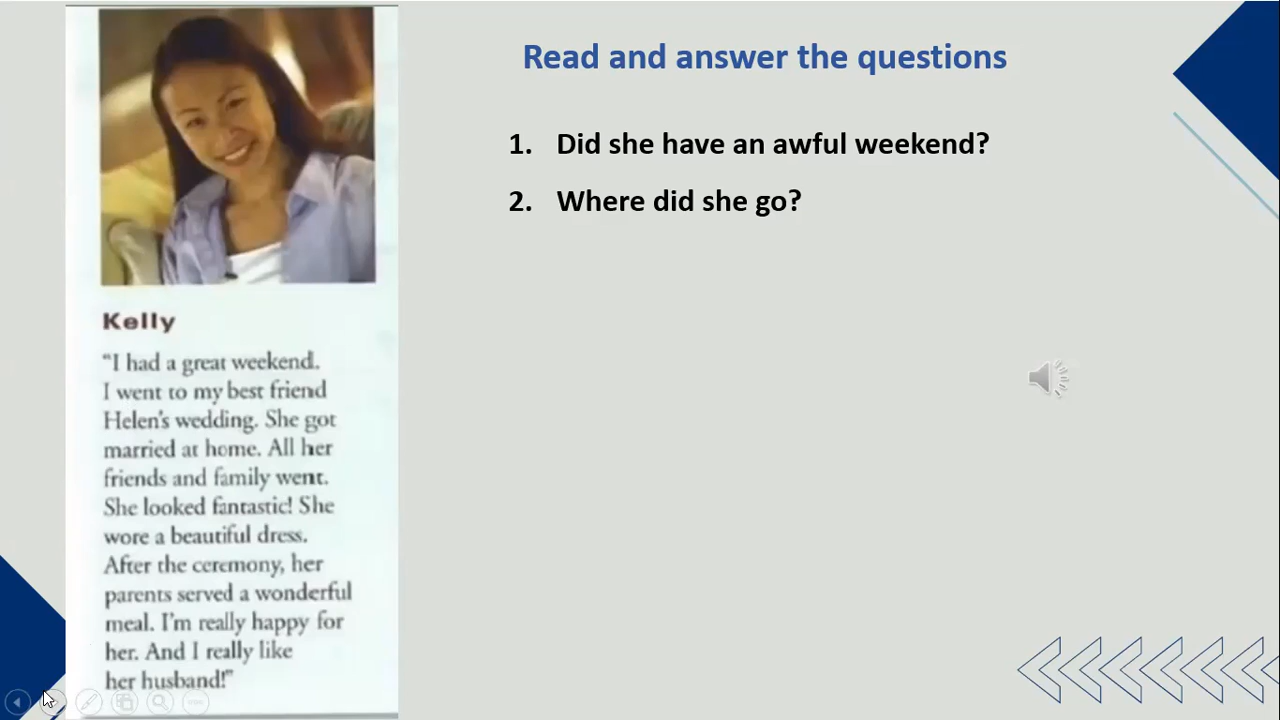 Read and answer the questions
1. Did she have an awful weekend?
2. Where did she go?
Kelly
"I had a great weekend.
I went to my best friend
Helen's wedding. She got
married at home. All her
friends and family went.
She looked fantastic! She
wore a beautiful dress.
After the ceremony, her
parents served a wonderful
meal. I'm really happy for
her. And I really like
her husband!"